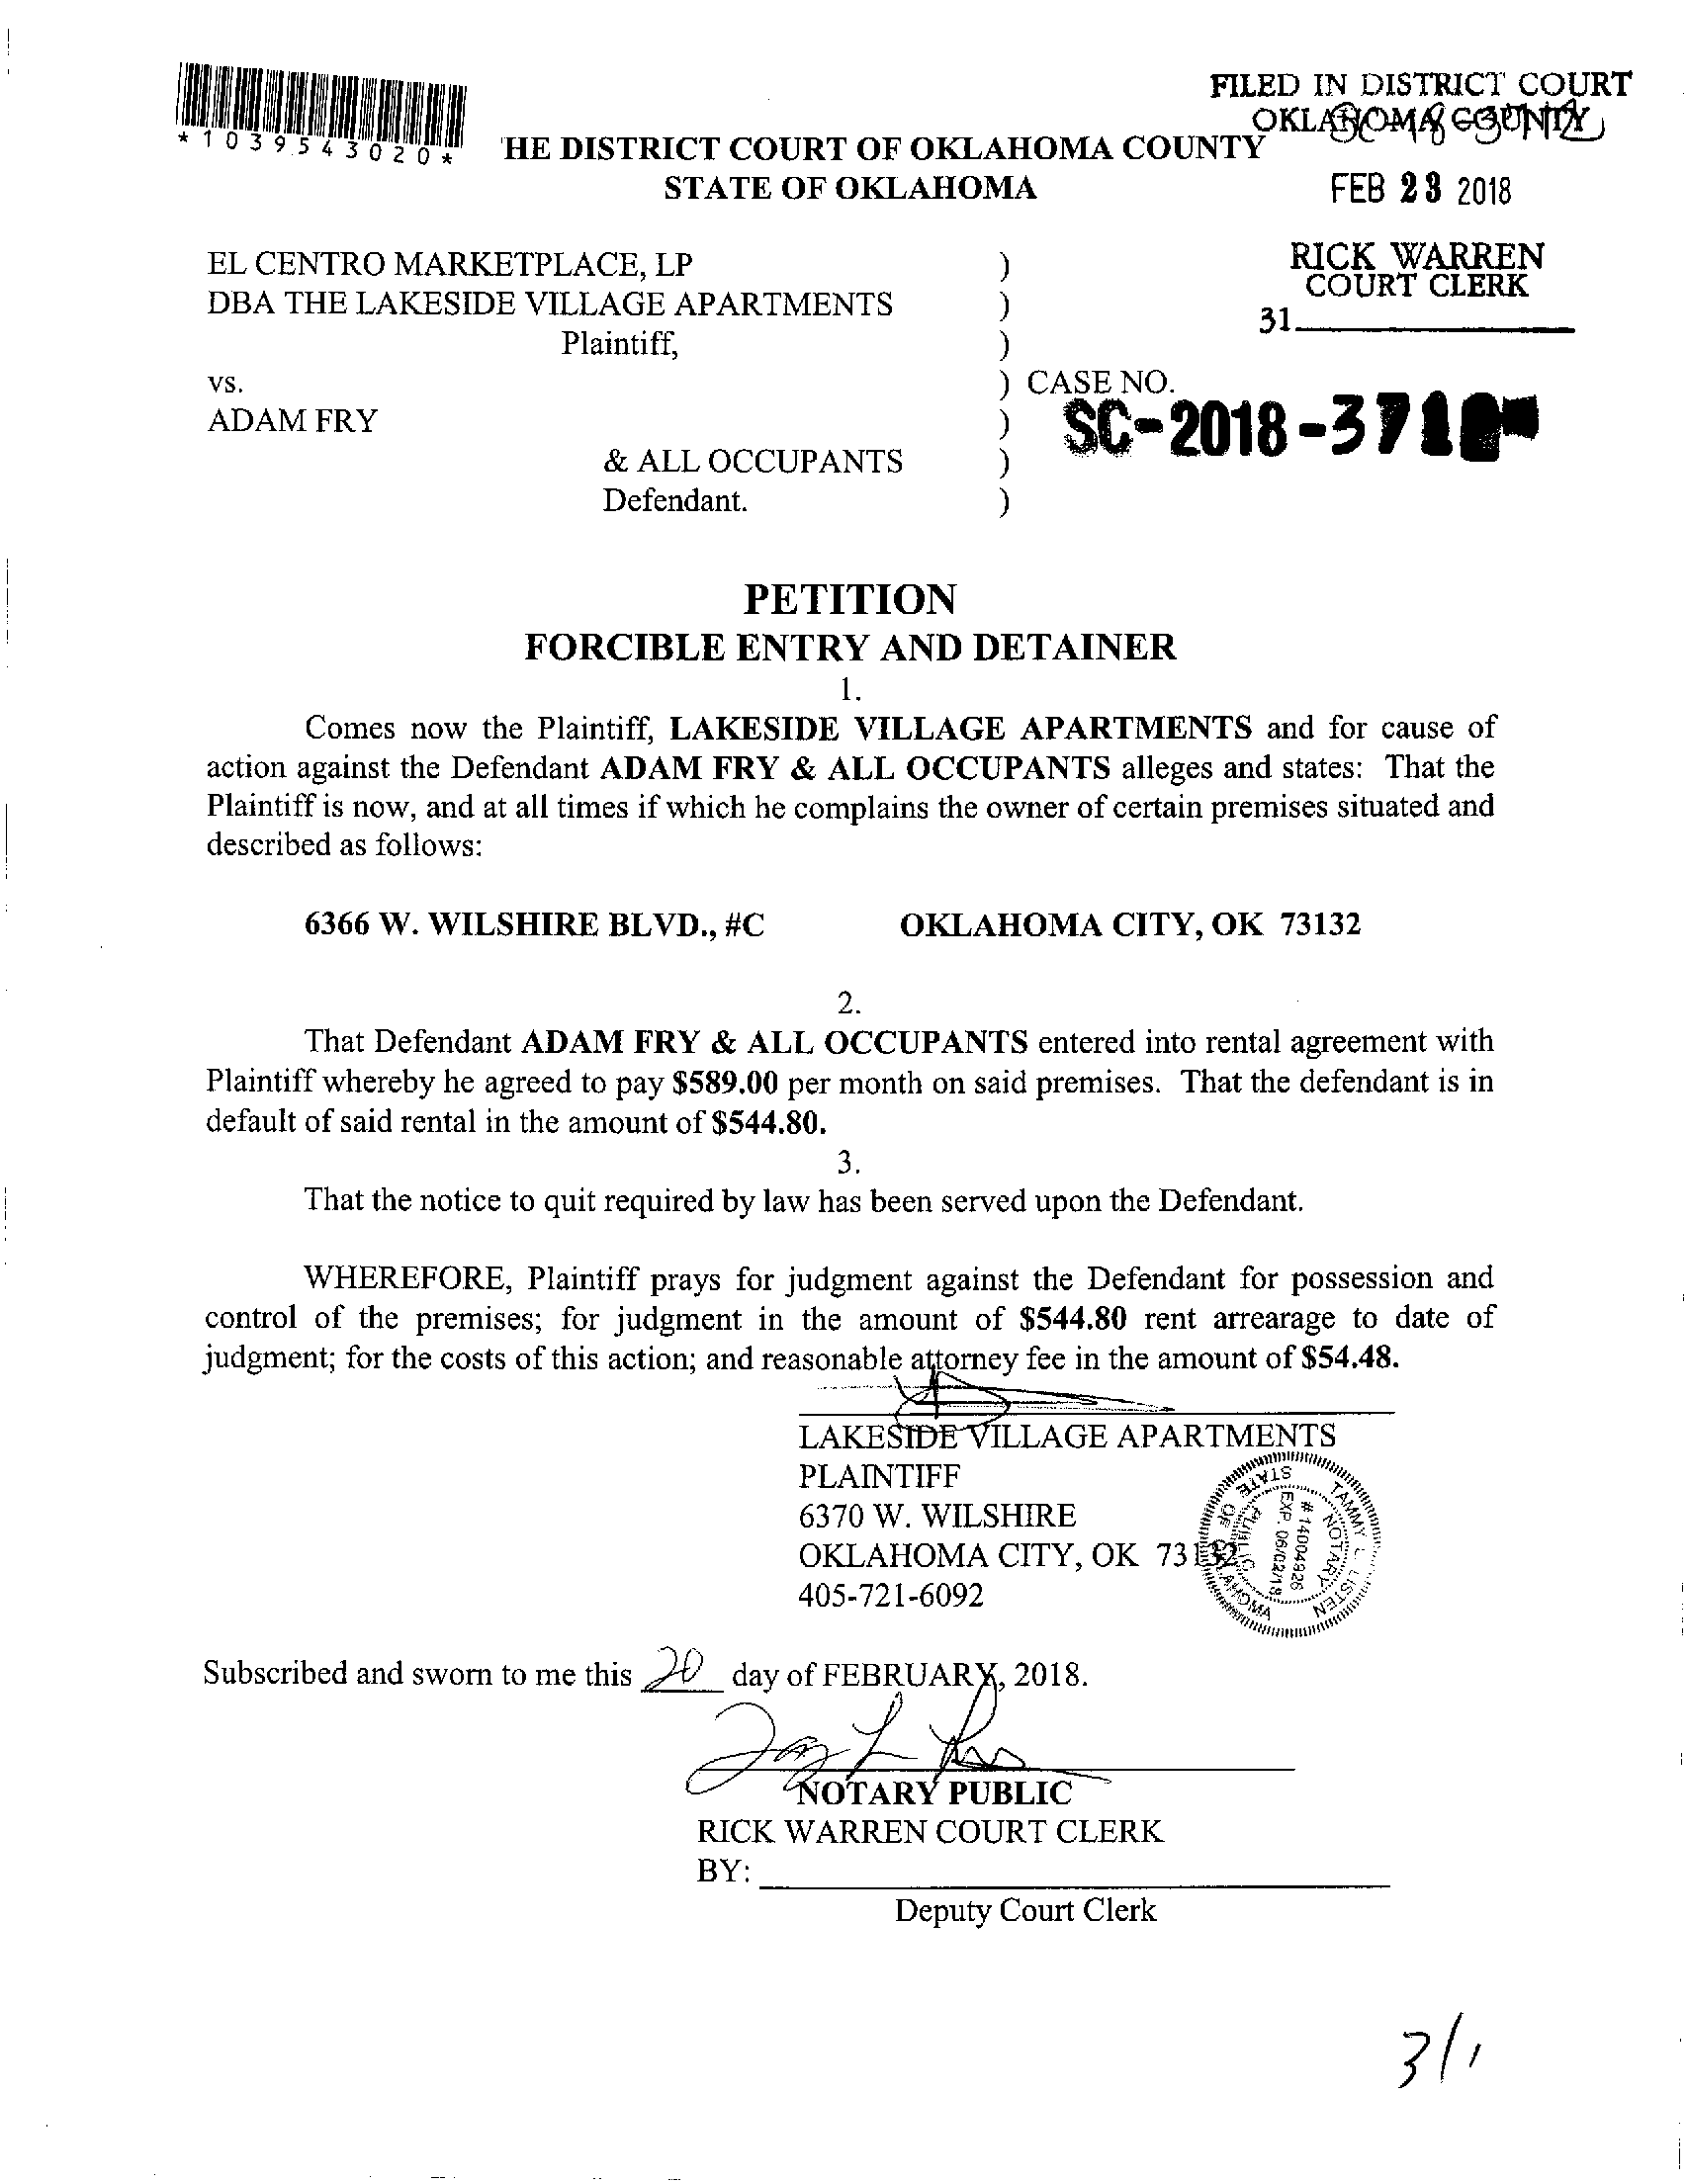 FILED IN DISTRICT COURT
OKLAHOMA COUNTY
*1039543020*
HE DISTRICT COURT OF OKLAHOMA COUNTY
STATE OF OKLAHOMA
FEB 23 2018
RICK WARREN
COURT CLERK
31
EL CENTRO MARKETPLACE, LP )
DBA THE LAKESIDE VILLAGE APARTMENTS )
Plaintiff, )
vs. ) CASE NO.
ADAM FRY )
& ALL OCCUPANTS )
Defendant. )
PETITION
FORCIBLE ENTRY AND DETAINER
1.
Comes now the Plaintiff, LAKESIDE VILLAGE APARTMENTS and for cause of
action against the Defendant ADAM FRY & ALL OCCUPANTS alleges and states: That the
Plaintiff is now, and at all times if which he complains the owner of certain premises situated and
described as follows:
6366 W. WILSHIRE BLVD., #C OKLAHOMA CITY, OK 73132
2.
That Defendant ADAM FRY & ALL OCCUPANTS entered into rental agreement with
Plaintiff whereby he agreed to pay $589.00 per month on said premises. That the defendant is in
default of said rental in the amount of $544.80.
3.
That the notice to quit required by law has been served upon the Defendant.
WHEREFORE, Plaintiff prays for judgment against the Defendant for possession and
control of the premises; for judgment in the amount of $544.80 rent arrearage to date of
judgment; for the costs of this action; and reasonable attorney fee in the amount of $54.48.
LAKESIDE VILLAGE APARTMENTS
PLAINTIFF
6370 W. WILSHIRE
OKLAHOMA CITY, OK 73132
405-721-6092
TAMMY L. LISTEN
NOTARY PUBLIC
# 14004926
EXP. 06/02/18
STATE OF OKLAHOMA
Subscribed and sworn to me this 20 day of FEBRUARY, 2018.
NOTARY PUBLIC
RICK WARREN COURT CLERK
BY:
Deputy Court Clerk
3/1